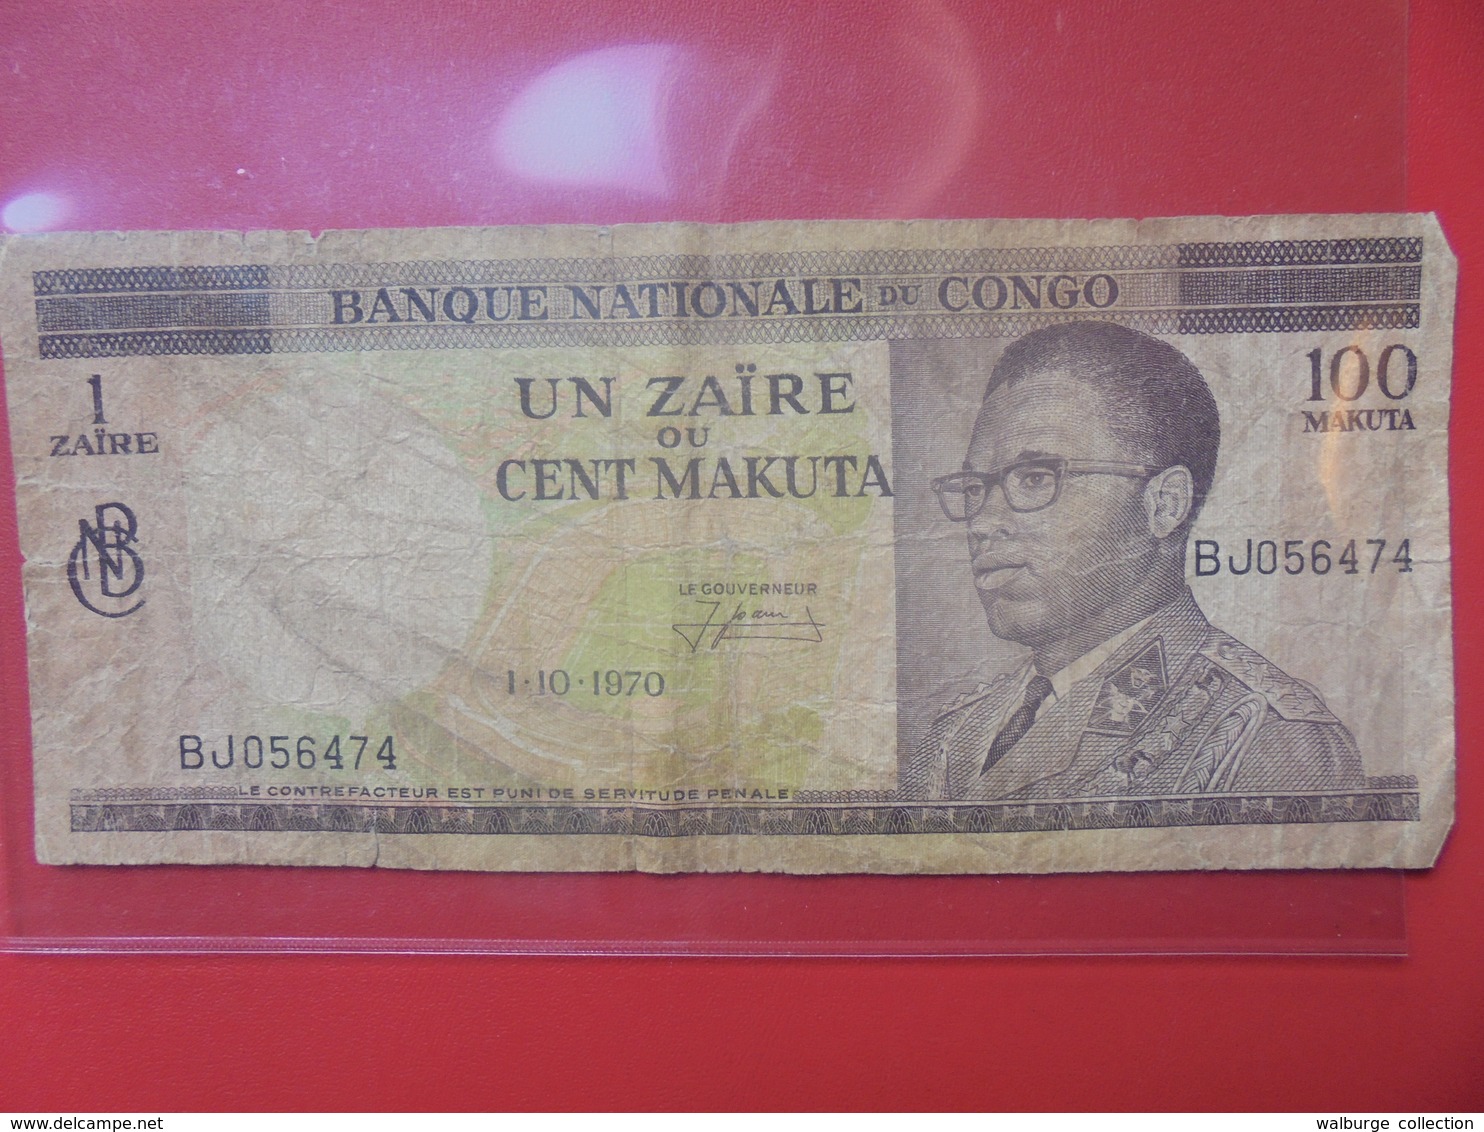 BANQUE NATIONALE DU CONGO
1
ZAÏRE
UN ZAÏRE
OU
CENT MAKUTA
100
MAKUTA
BNC
BJ056474
LE GOUVERNEUR
1·10·1970
BJ056474
LE CONTREFACTEUR EST PUNI DE SERVITUDE PENALE
www.delcampe.net
walburge collection